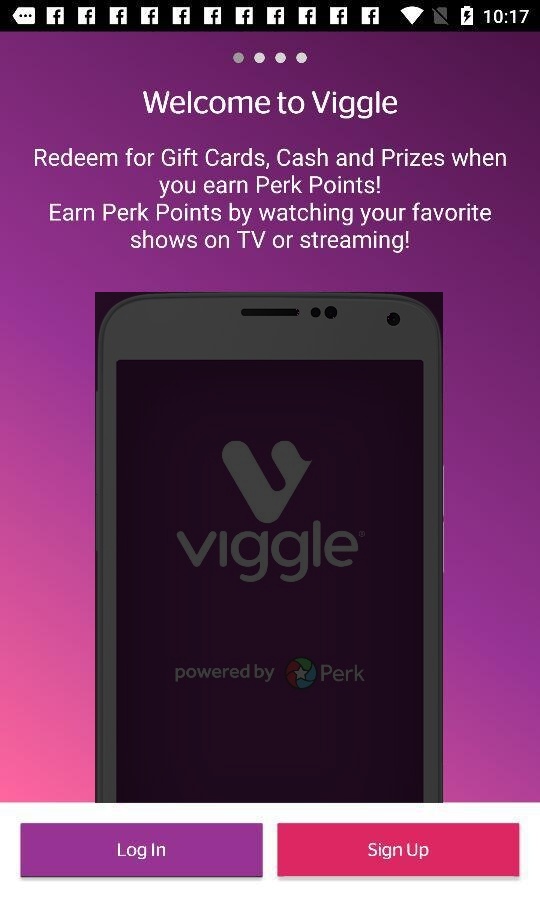 10:17
Welcome to Viggle
Redeem for Gift Cards, Cash and Prizes when
you earn Perk Points!
Earn Perk Points by watching your favorite
shows on TV or streaming!
viggle®
powered by Perk
Log In
Sign Up